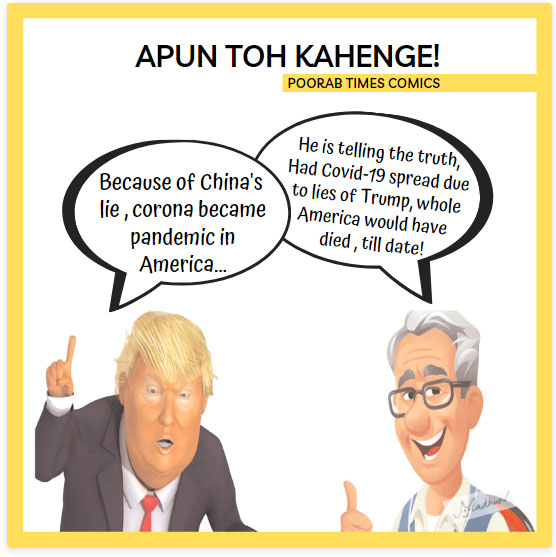 APUN TOH KAHENGE!
POORAB TIMES COMICS
Because of China's
lie , corona became
pandemic in
America...
He is telling the truth,
Had Covid-19 spread due
to lies of Trump, whole
America would have
died , till date!